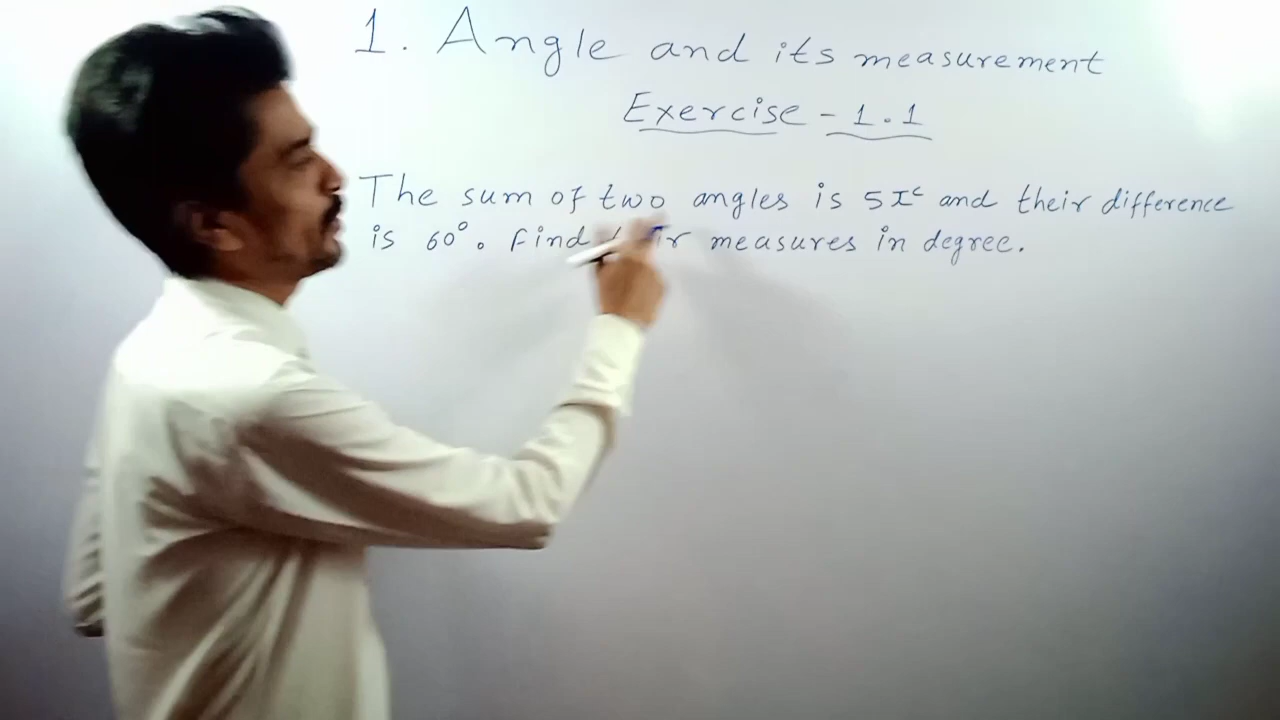 1. Angle and its measurement
Exercise - 1.1
The sum of two angles is 5πᶜ and their difference
is 60°. Find measures in degree.